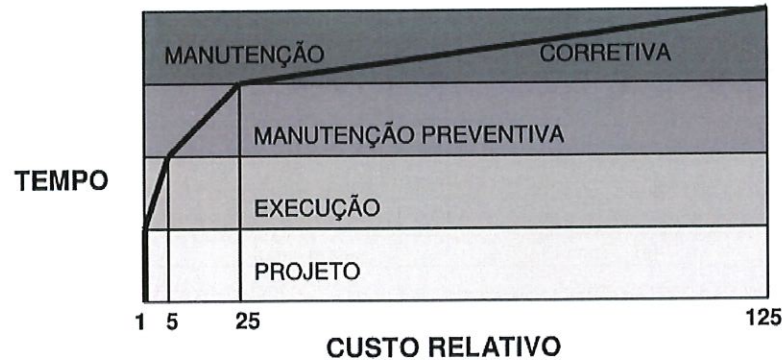 MANUTENÇÃO CORRETIVA
MANUTENÇÃO PREVENTIVA
TEMPO
EXECUÇÃO
PROJETO
1 5 25 125
CUSTO RELATIVO